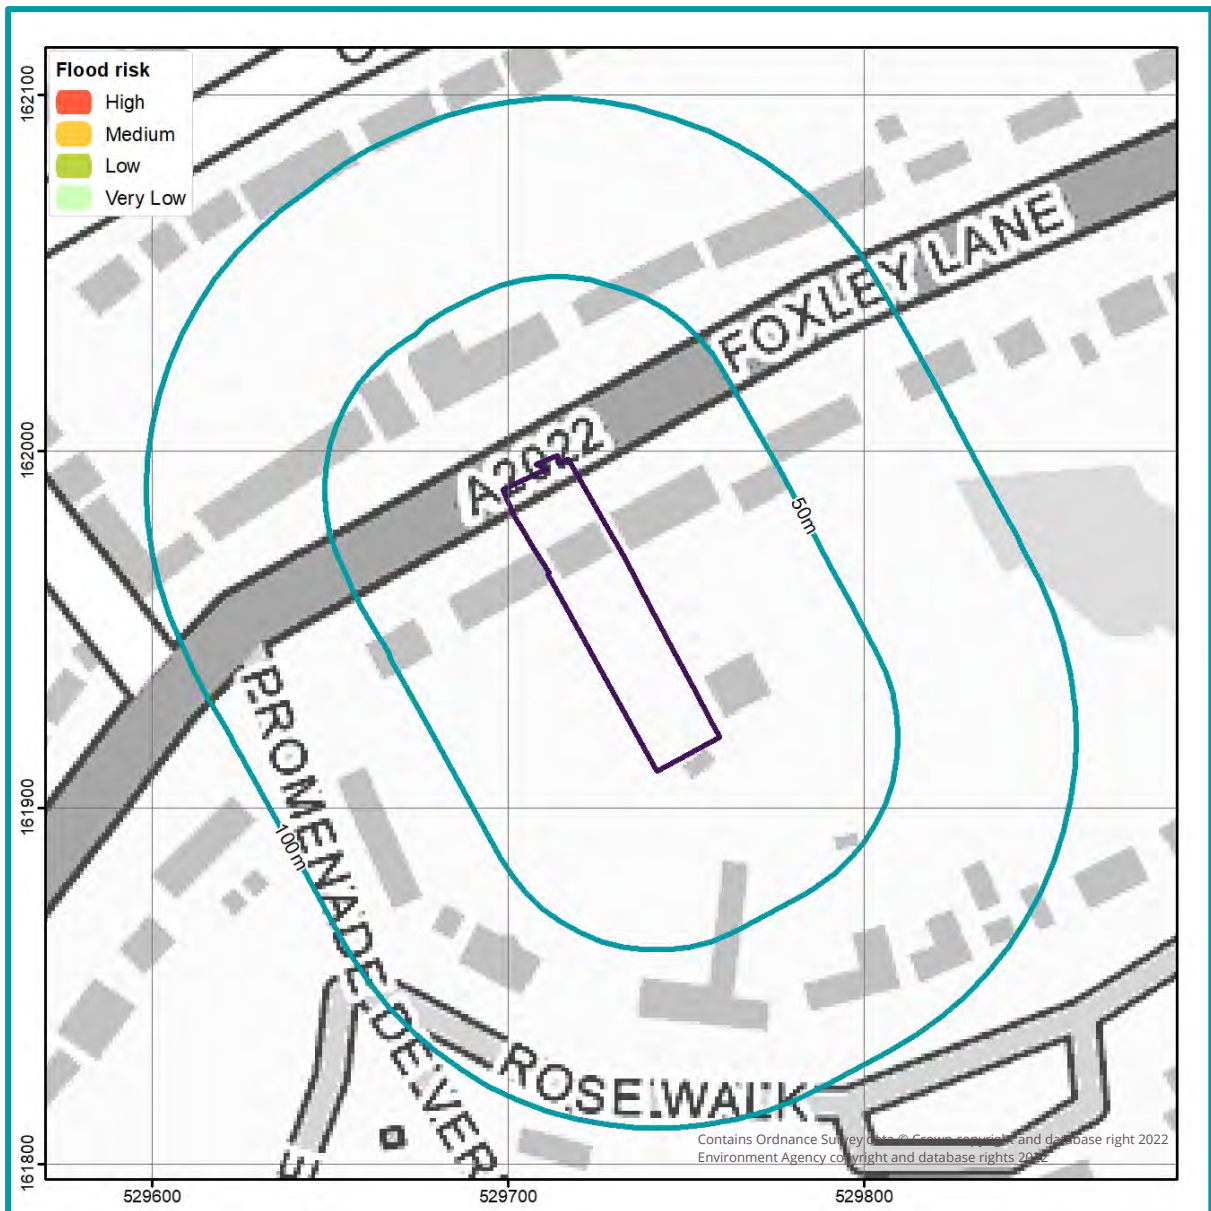 Flood risk
High
Medium
Low
Very Low
162100
162000
161900
161800
529600
529700
529800
FOXLEY LANE
A2022
50m
100m
PROMENADE DE VER
ROSE WALK
Contains Ordnance Survey data © Crown copyright and database right 2022
Environment Agency copyright and database rights 2022